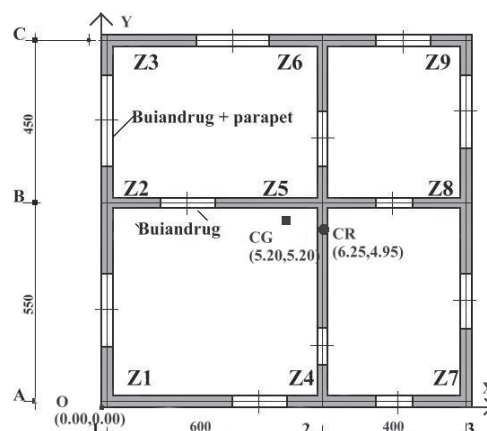 Y
C
Z3 Z6 Z9
450
Buiandrug + parapet
B
Z2 Z5 Z8
Buiandrug
CG
(5.20,5.20)
CR
(6.25,4.95)
550
Z1 Z4 Z7
A
O
(0.00,0.00)
X
600 2 400 3